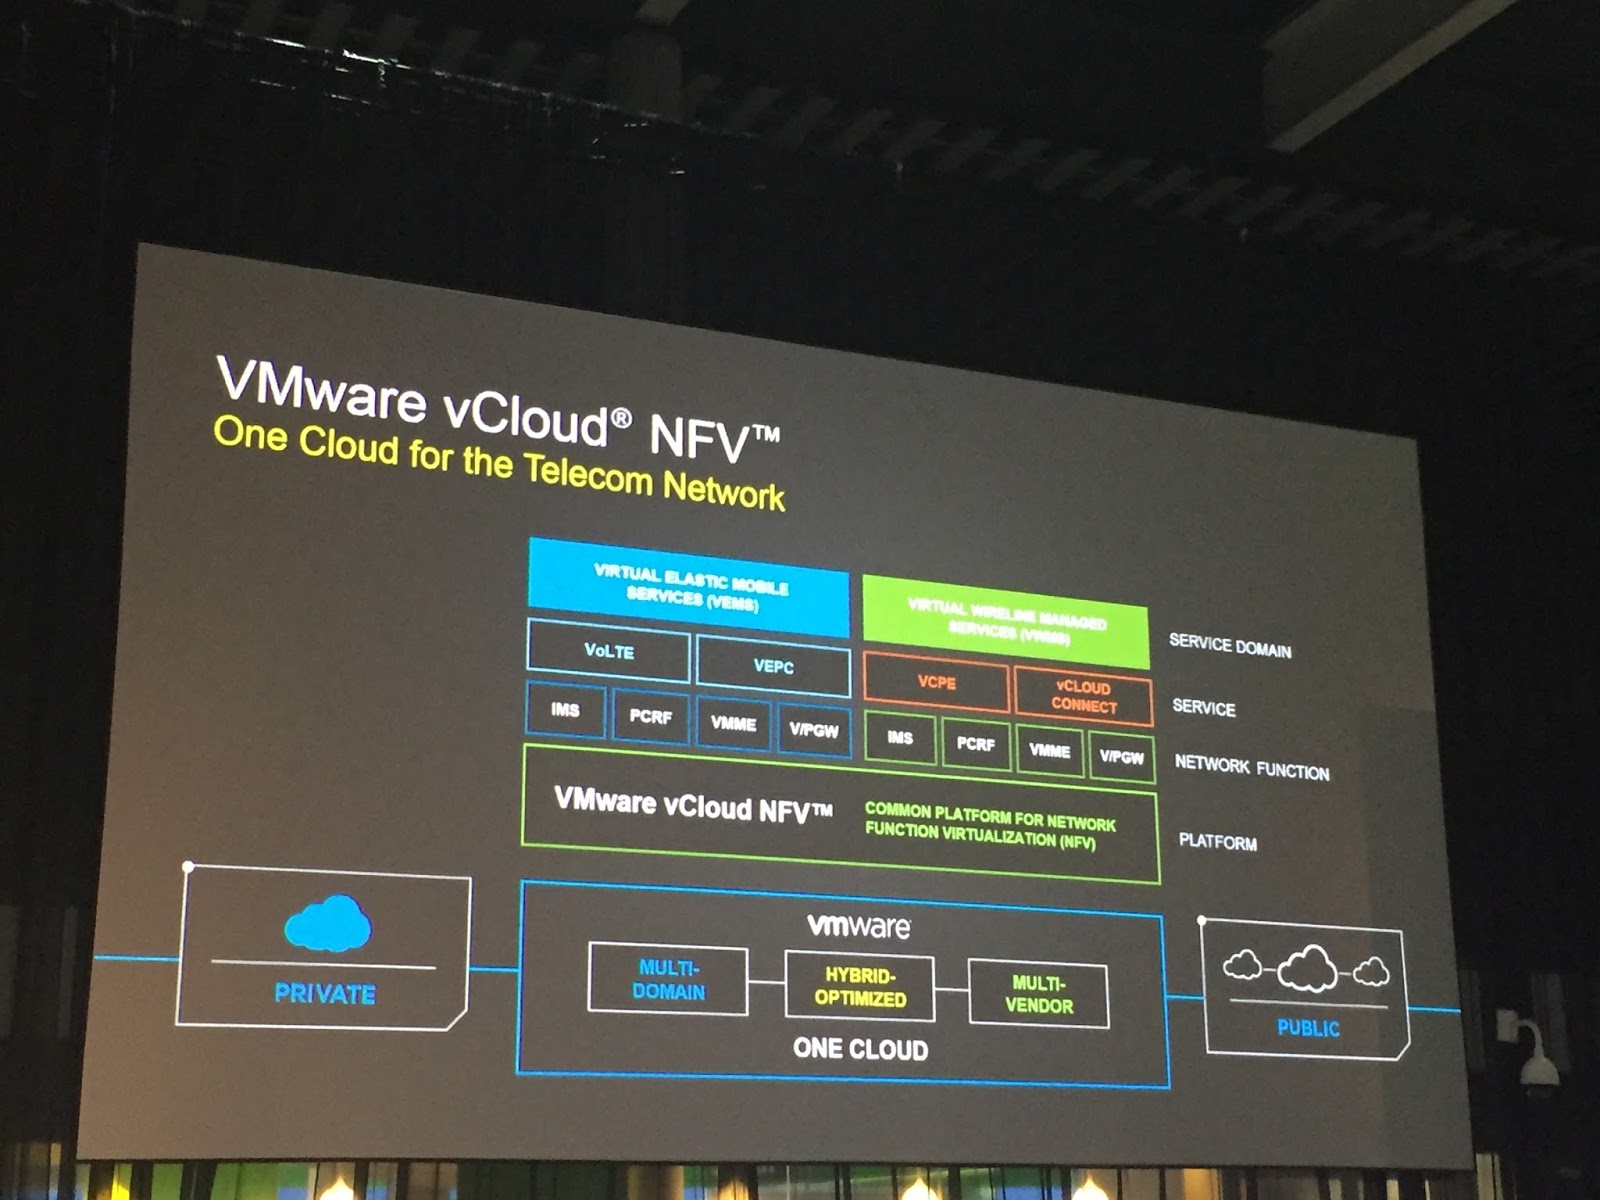 VMware vCloud® NFV™
One Cloud for the Telecom Network
VIRTUAL ELASTIC MOBILE
SERVICES (VEMS)
VIRTUAL WIRELINE MANAGED
SERVICES (VWMS)
SERVICE DOMAIN
VoLTE
VEPC
VCPE
vCLOUD
CONNECT
SERVICE
IMS
PCRF
VMME
V/PGW
IMS
PCRF
VMME
V/PGW
NETWORK FUNCTION
VMware vCloud NFV™
COMMON PLATFORM FOR NETWORK
FUNCTION VIRTUALIZATION (NFV)
PLATFORM
PRIVATE
vmware
MULTI-
DOMAIN
HYBRID-
OPTIMIZED
MULTI-
VENDOR
ONE CLOUD
PUBLIC